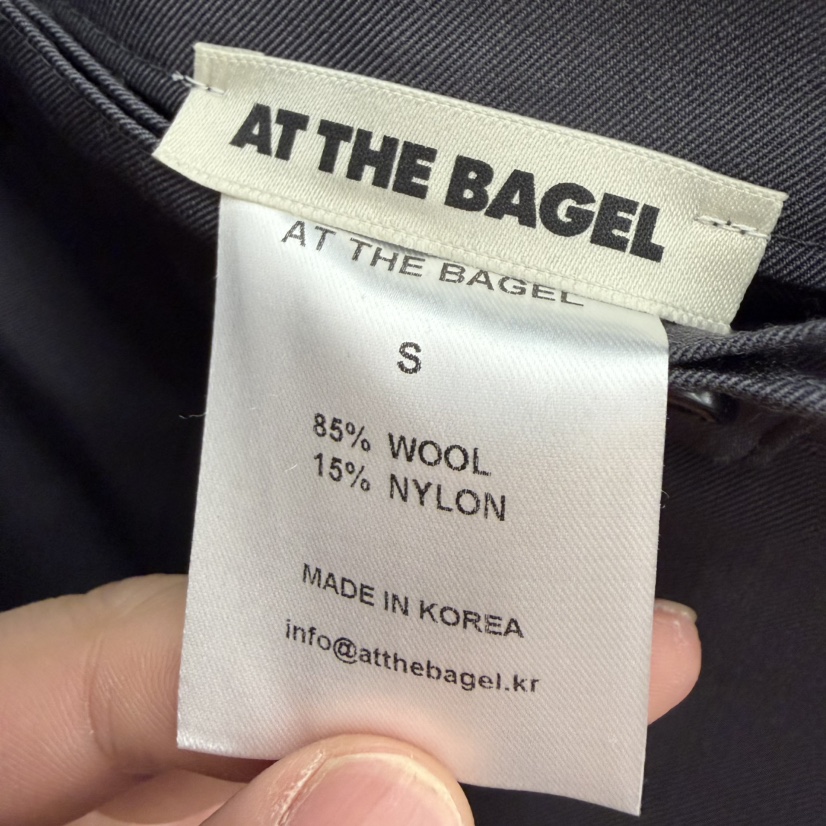 AT THE BAGEL
AT THE BAGEL
S
85% WOOL
15% NYLON
MADE IN KOREA
info@atthebagel.kr